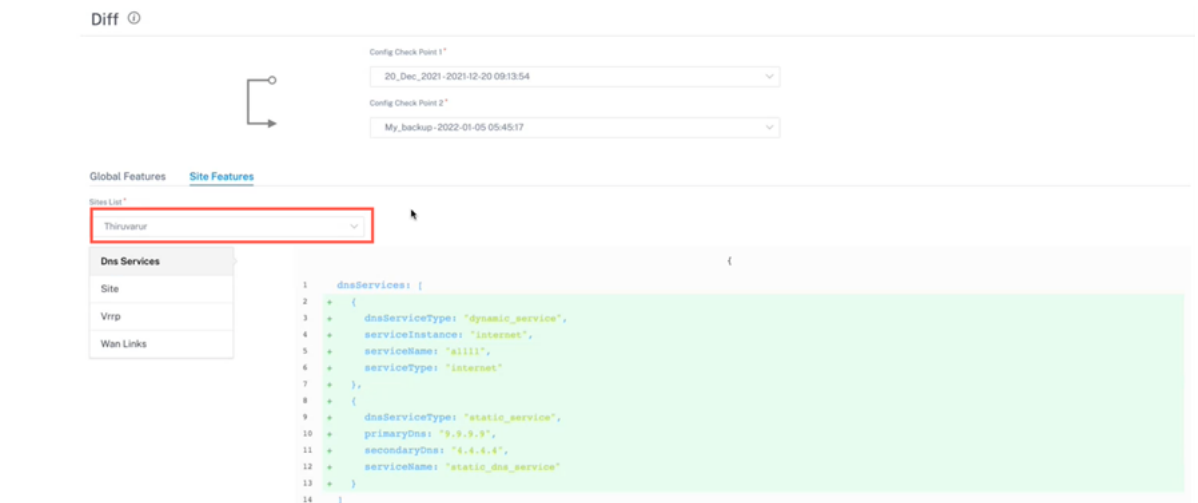 Diff
Config Check Point 1*
20_Dec_2021 - 2021-12-20 09:13:54
Config Check Point 2*
My_backup - 2022-01-05 05:45:17
Global Features Site Features
Sites List*
Thiruvarur
Dns Services
Site
Vrrp
Wan Links
{
1 dnsServices: [
2 + {
3 + dnsServiceType: "dynamic_service",
4 + serviceInstance: "internet",
5 + serviceName: "a1111",
6 + serviceType: "internet"
7 + },
8 + {
9 + dnsServiceType: "static_service",
10 + primaryDns: "9.9.9.9",
11 + secondaryDns: "4.4.4.4",
12 + serviceName: "static_dns_service"
13 + }
14 ]